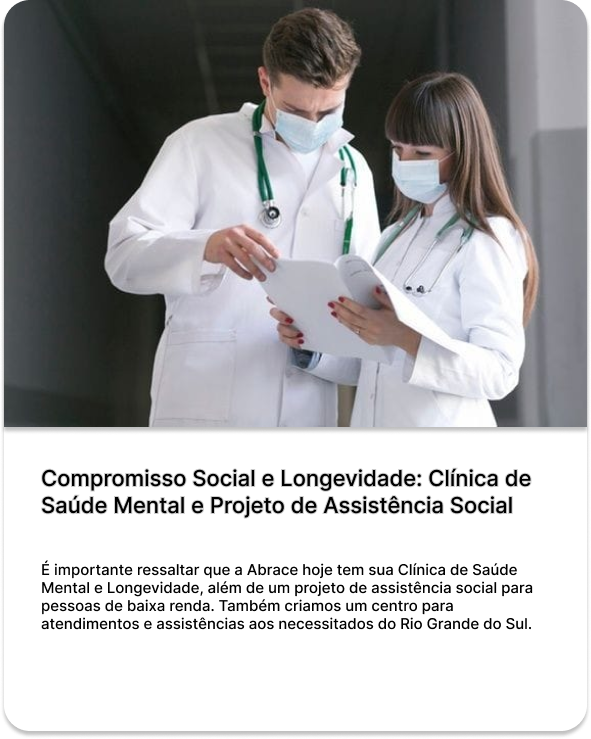 Compromisso Social e Longevidade: Clínica de
Saúde Mental e Projeto de Assistência Social
É importante ressaltar que a Abrace hoje tem sua Clínica de Saúde
Mental e Longevidade, além de um projeto de assistência social para
pessoas de baixa renda. Também criamos um centro para
atendimentos e assistências aos necessitados do Rio Grande do Sul.